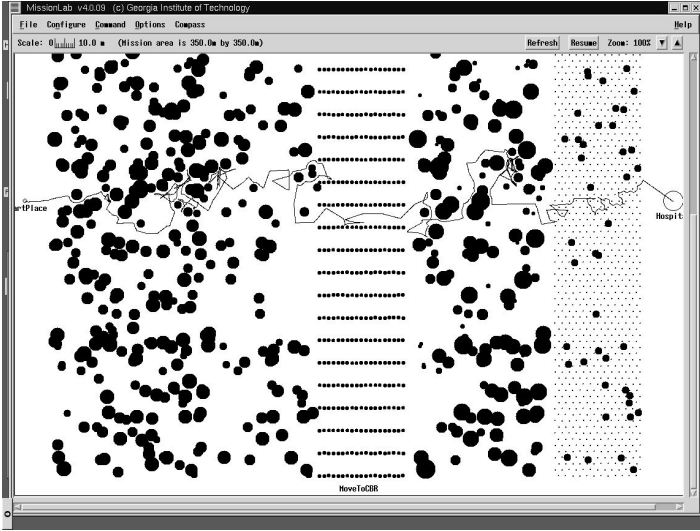 MissionLab v4.0.09 (c) Georgia Institute of Technology
File Configure Command Options Compass Help
Scale: 0 10.0 m (Mission area is 350.0m by 350.0m) Refresh Resume Zoom: 100%
artPlace
Hospit
MoveToCBR